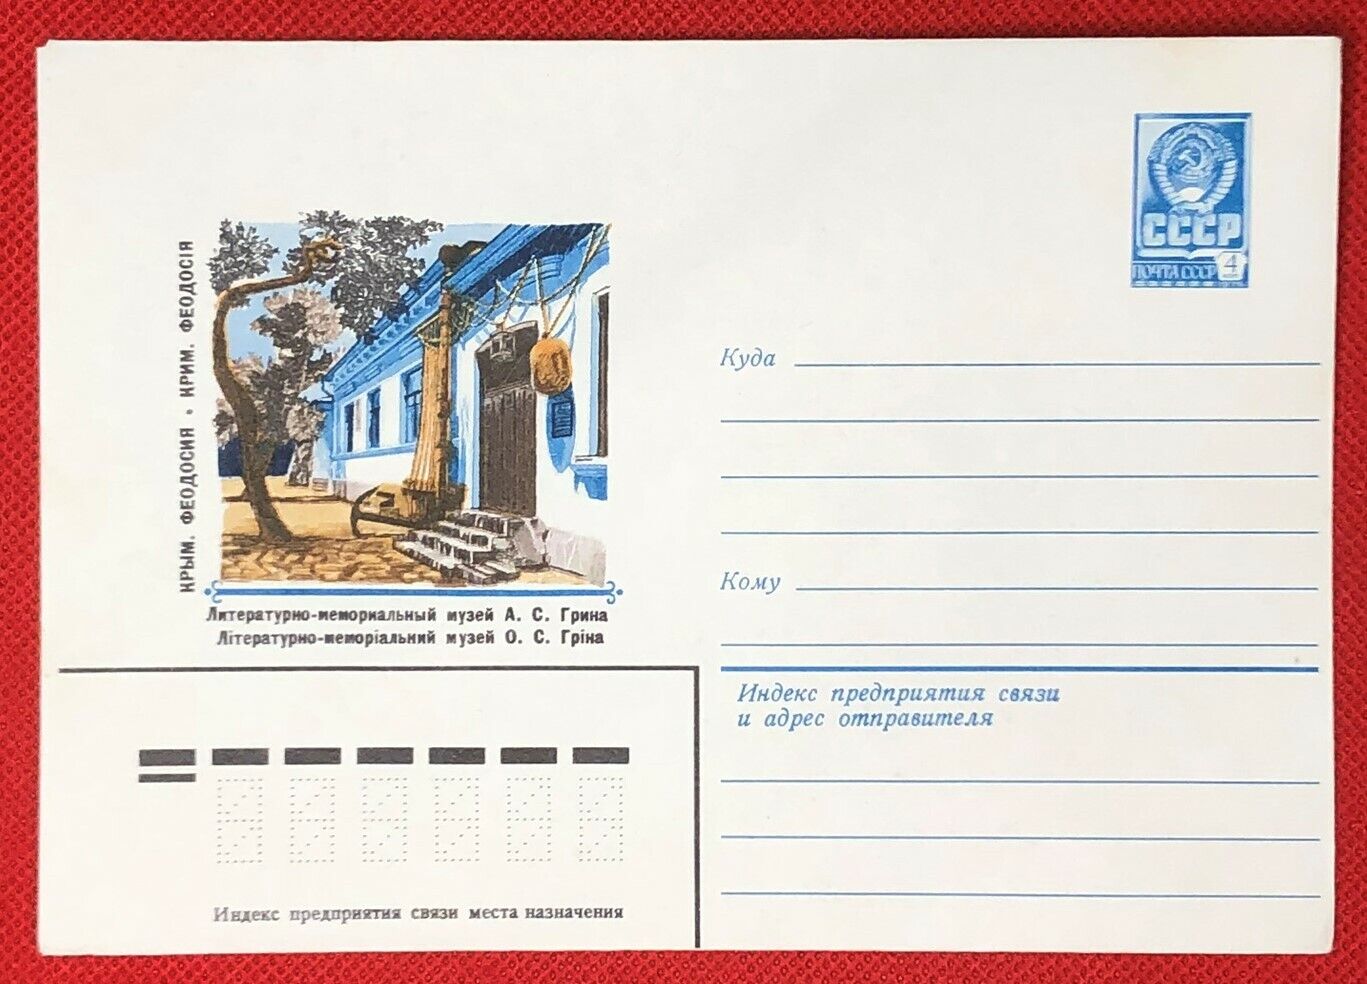 СССР
ПОЧТА СССР 4
КРЫМ. ФЕОДОСИЯ • КРИМ. ФЕОДОСІЯ
Литературно-мемориальный музей А. С. Грина
Літературно-меморіальний музей О. С. Гріна
Куда
Кому
Индекс предприятия связи
и адрес отправителя
Индекс предприятия связи места назначения